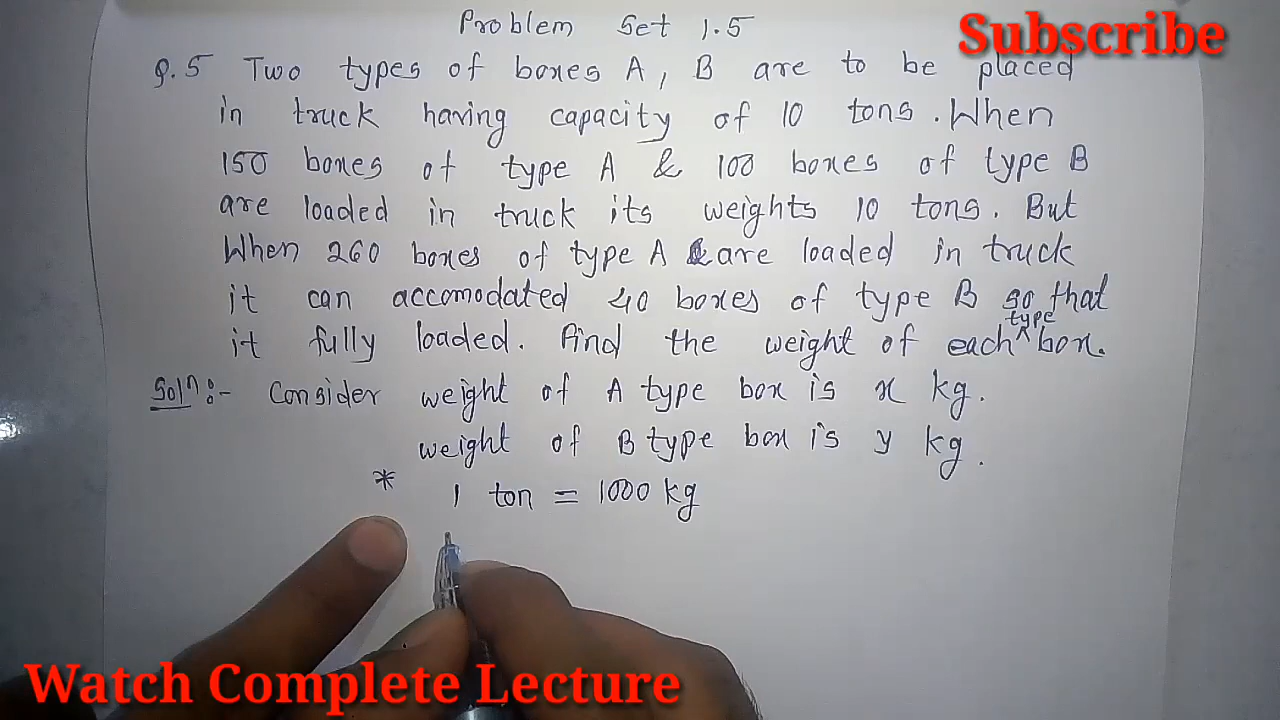 Problem Set 1.5
Subscribe
Q.5 Two types of boxes A, B are to be placed
in truck having capacity of 10 tons. When
150 boxes of type A & 100 boxes of type B
are loaded in truck its weights 10 tons. But
When 260 boxes of type A are loaded in truck
it can accomodated 40 boxes of type B so that
it fully loaded. Find the weight of each type box.
Soln:- Consider weight of A type box is x kg.
weight of B type box is y kg.
* 1 ton = 1000 kg
Watch Complete Lecture